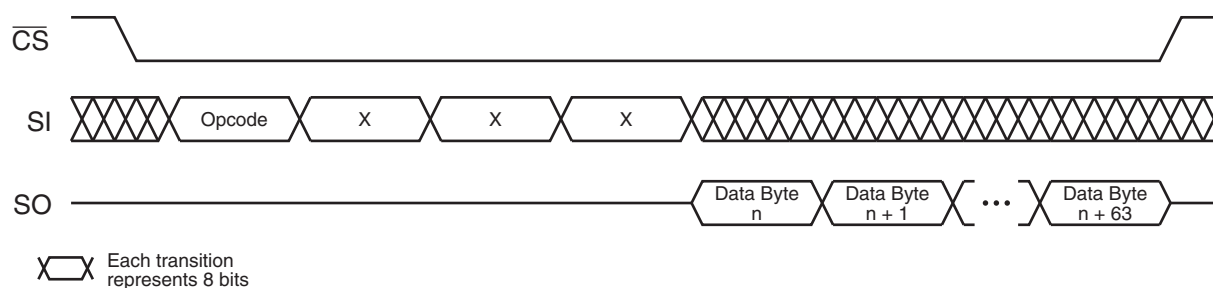 CS
SI
Opcode
X
X
X
SO
Data Byte
n
Data Byte
n + 1
•••
Data Byte
n + 63
Each transition
represents 8 bits